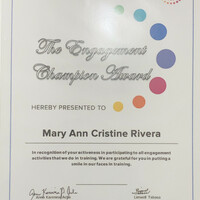 The Engagement
Champion Award
HEREBY PRESENTED TO
Mary Ann Cristine Rivera
in recognition of your activeness in participating to all engagement
activities that we do in training. We are grateful for you in putting a
smile in our faces in training.